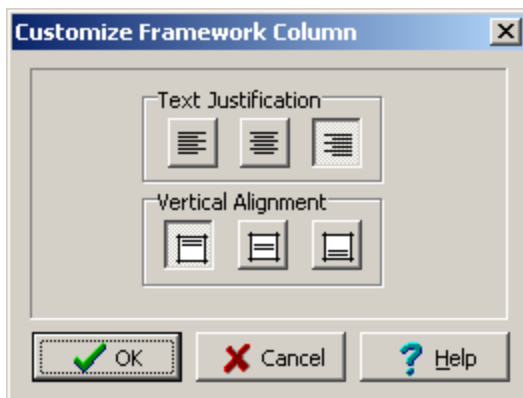 Customize Framework Column
Text Justification
Vertical Alignment
OK
Cancel
Help